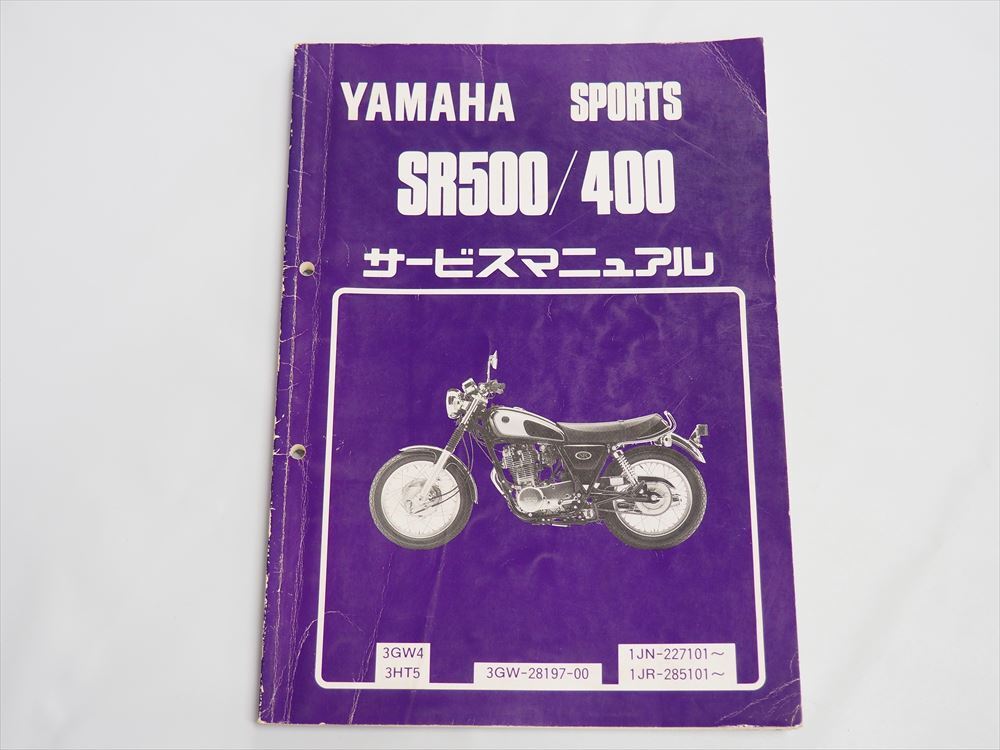 YAMAHA SPORTS
SR500/400
サービスマニュアル
3GW4
3HT5
3GW-28197-00
1JN-227101～
1JR-285101～